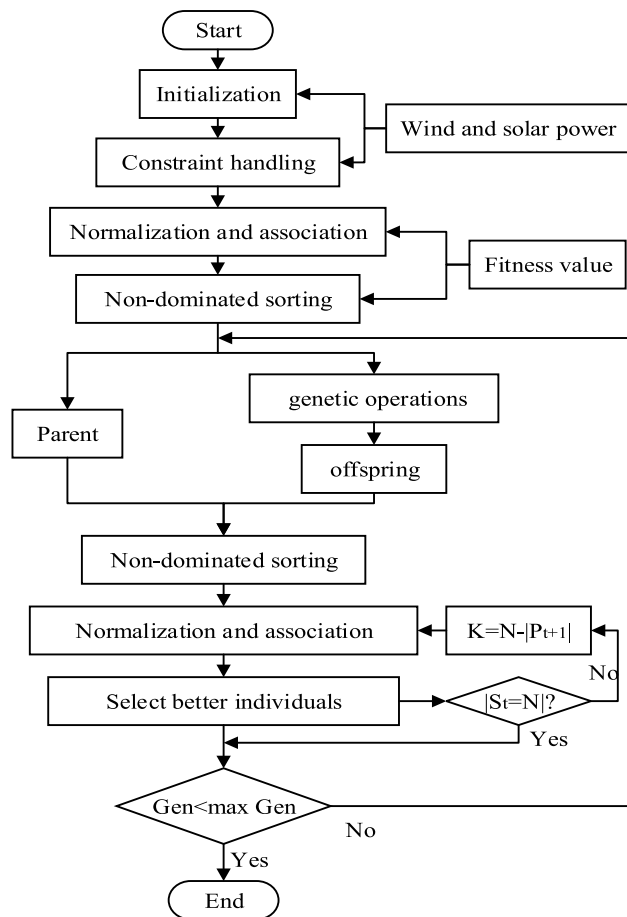 Start
Initialization
Wind and solar power
Constraint handling
Normalization and association
Fitness value
Non-dominated sorting
genetic operations
Parent
offspring
Non-dominated sorting
Normalization and association
K=N-|Pt+1|
No
Select better individuals
|St=N|?
Yes
Gen<max Gen
No
Yes
End